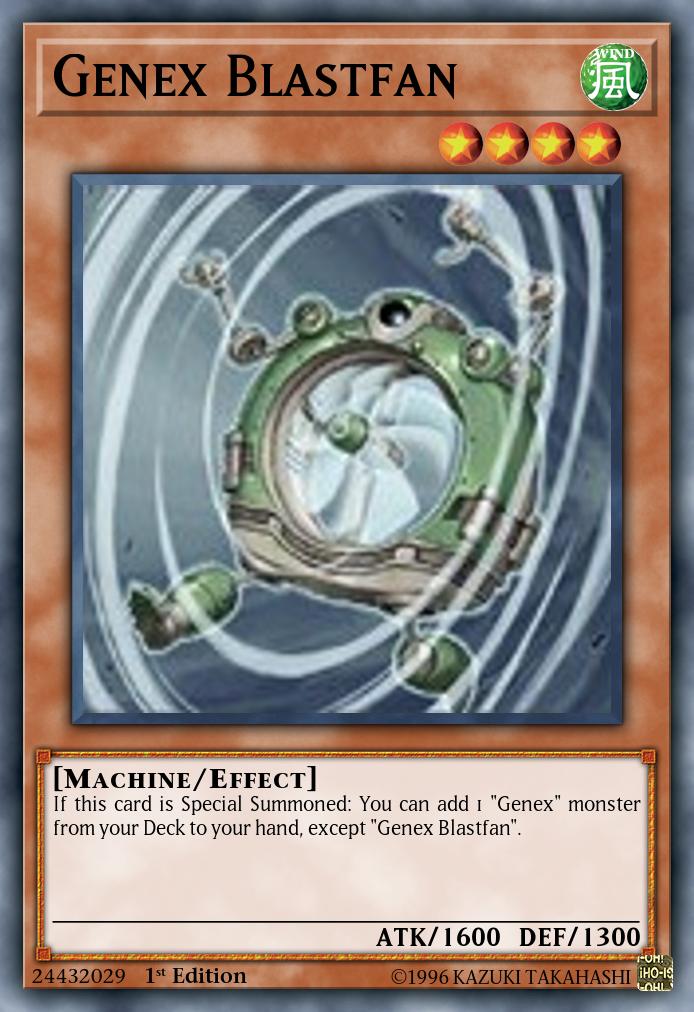 GENEX BLASTFAN
WIND
風
[MACHINE/EFFECT]
If this card is Special Summoned: You can add 1 "Genex" monster
from your Deck to your hand, except "Genex Blastfan".
ATK/1600 DEF/1300
24432029 1st Edition ©1996 KAZUKI TAKAHASHI